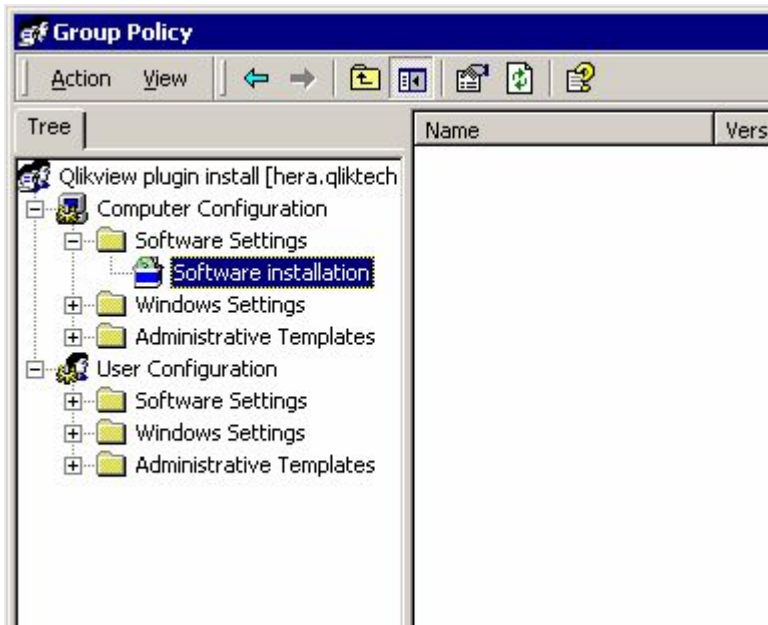 Group Policy
Action View
Tree
Name Vers
Qlikview plugin install [hera.qliktech
Computer Configuration
Software Settings
Software installation
Windows Settings
Administrative Templates
User Configuration
Software Settings
Windows Settings
Administrative Templates